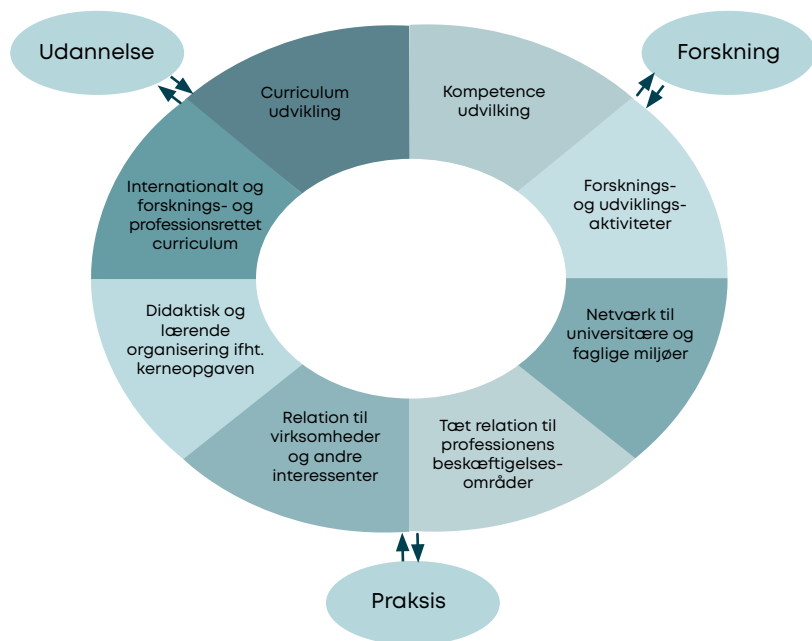 Udannelse
Forskning
Curriculum
udvikling
Kompetence
udvilking
Internationalt og
forsknings- og
professionsrettet
curriculum
Forsknings-
og udviklings-
aktiviteter
Didaktisk og
lærende
organisering ifht.
kerneopgaven
Netværk til
universitære og
faglige miljøer
Relation til
virksomheder
og andre
interessenter
Tæt relation til
professionens
beskæftigelses-
områder
Praksis